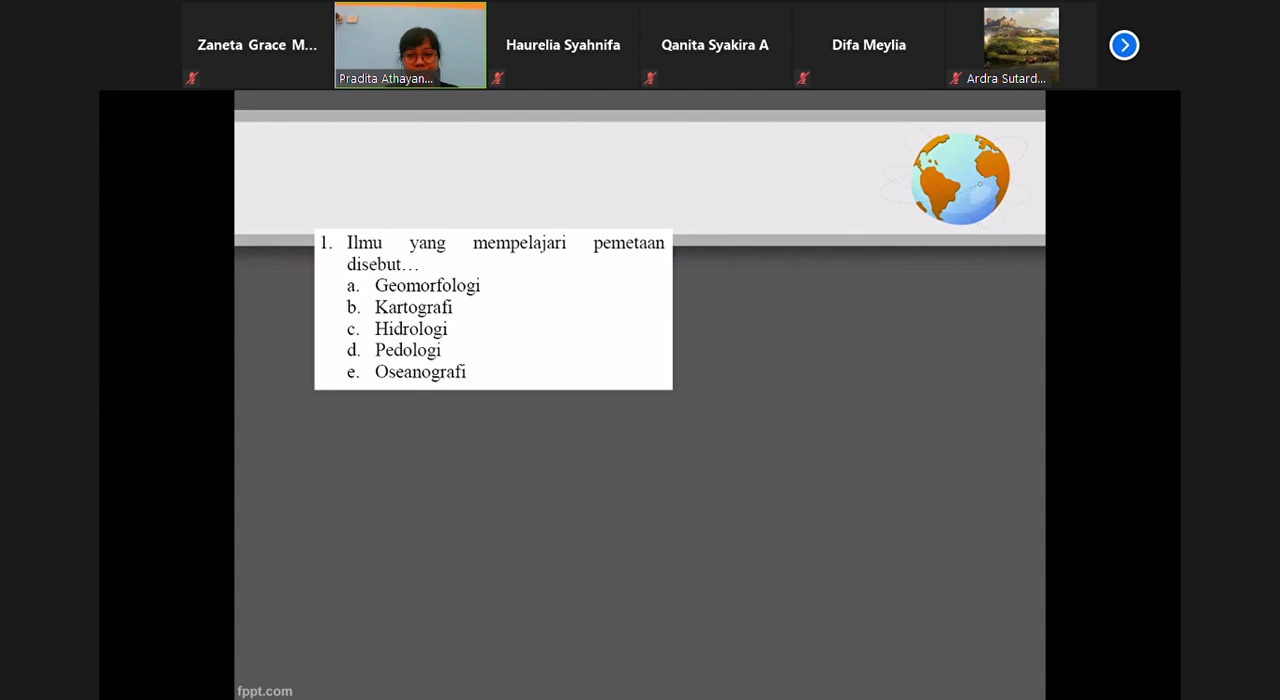 Zaneta Grace M...
Pradita Athayan...
Haurelia Syahnifa
Qanita Syakira A
Difa Meylia
Ardra Sutard...
1. Ilmu yang mempelajari pemetaan
disebut…
a. Geomorfologi
b. Kartografi
c. Hidrologi
d. Pedologi
e. Oseanografi
fppt.com